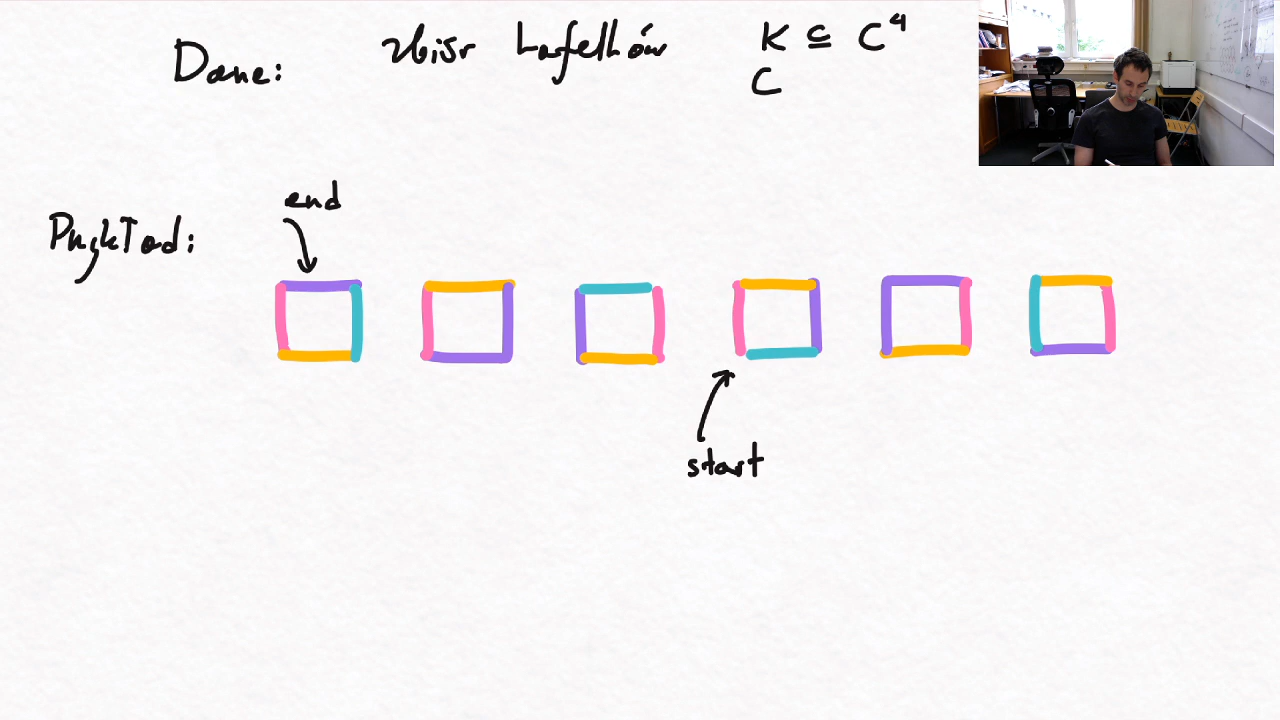 Dane: zbiór kafelków K ⊆ C⁴
C
end
Przykład:
start